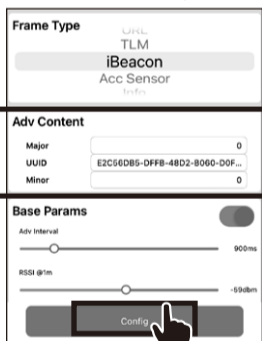 Frame Type
URL
TLM
iBeacon
Acc Sensor
Info
Adv Content
Major 0
UUID E2C56DB5-DFFB-48D2-B060-D0F...
Minor 0
Base Params
Adv Interval
900ms
RSSI @1m
-59dbm
Config